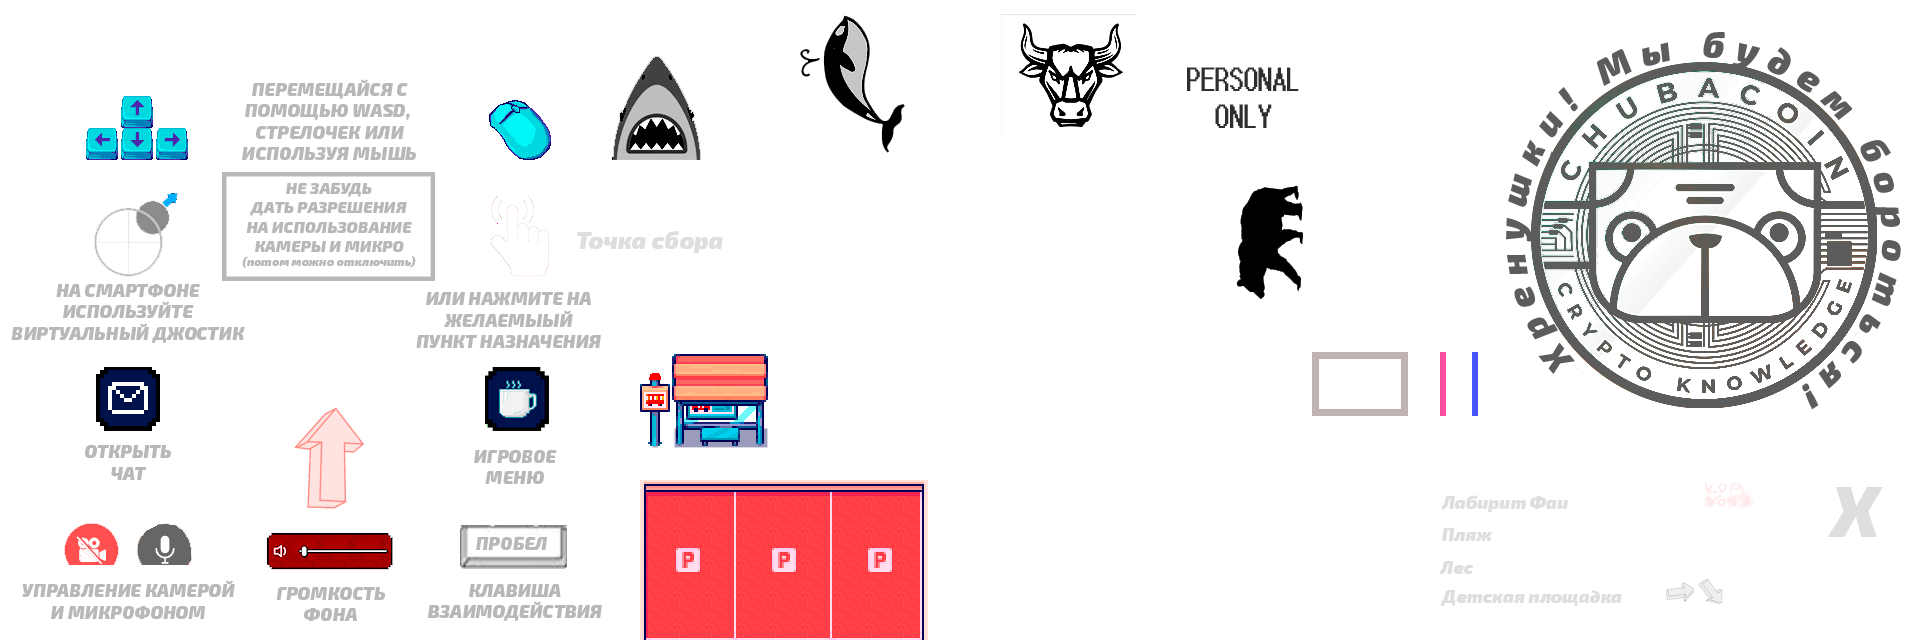 ПЕРЕМЕЩАЙСЯ С
ПОМОЩЬЮ WASD,
СТРЕЛОЧЕК ИЛИ
ИСПОЛЬЗУЯ МЫШЬ
НЕ ЗАБУДЬ
ДАТЬ РАЗРЕШЕНИЯ
НА ИСПОЛЬЗОВАНИЕ
КАМЕРЫ И МИКРО
(потом можно отключить)
НА СМАРТФОНЕ
ИСПОЛЬЗУЙТЕ
ВИРТУАЛЬНЫЙ ДЖОСТИК
Точка сбора
ИЛИ НАЖМИТЕ НА
ЖЕЛАЕМЫЫЙ
ПУНКТ НАЗНАЧЕНИЯ
ОТКРЫТЬ
ЧАТ
ИГРОВОЕ
МЕНЮ
УПРАВЛЕНИЕ КАМЕРОЙ
И МИКРОФОНОМ
ГРОМКОСТЬ
ФОНА
ПРОБЕЛ
КЛАВИША
ВЗАИМОДЕЙСТВИЯ
P
P
P
PERSONAL
ONLY
Хренушки! Мы будем бороться!
CHUBACOIN
CRYPTO KNOWLEDGE
Лабирит Фаи
Пляж
Лес
Детская площадка
X